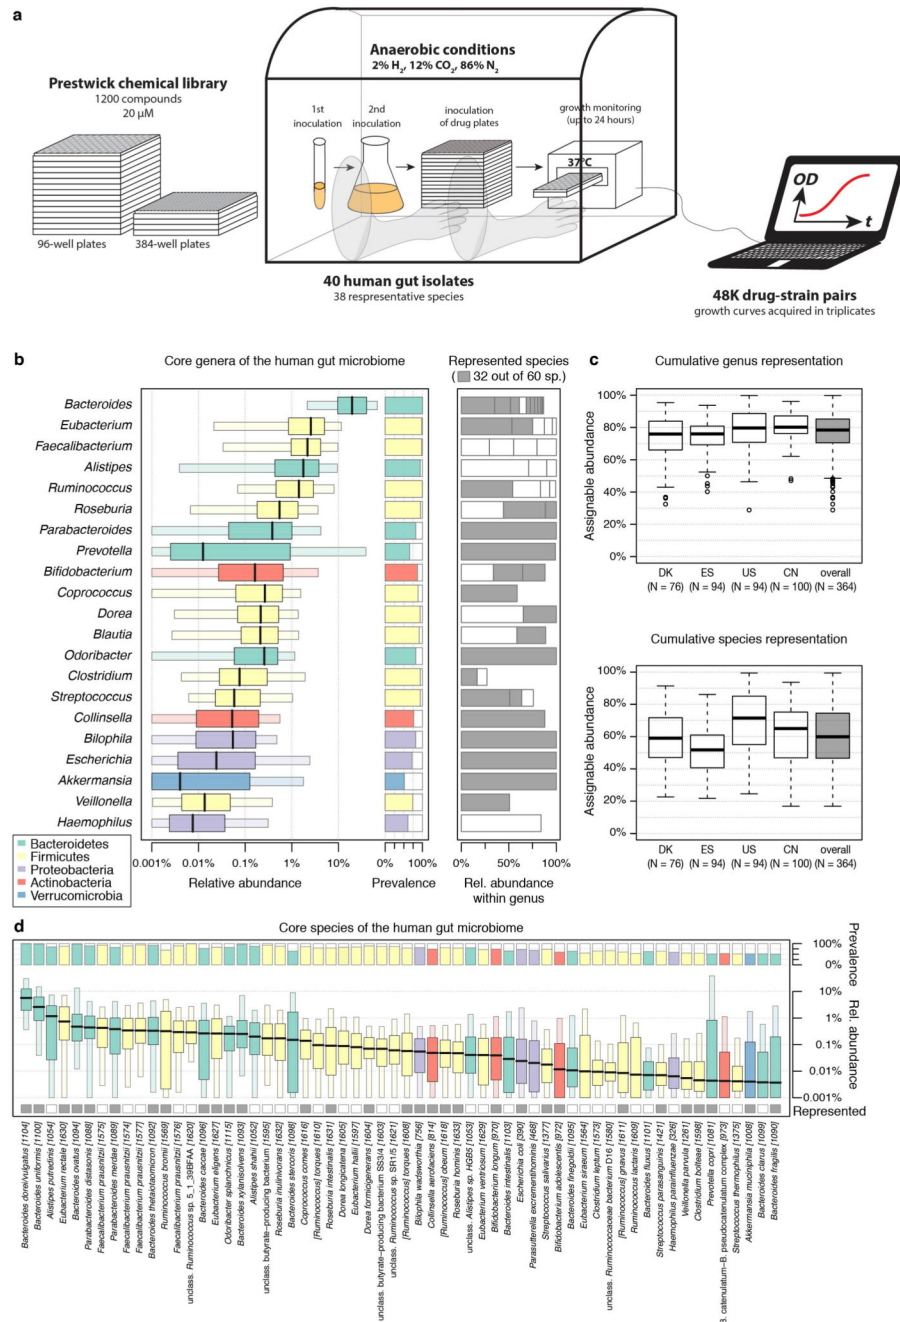 a
Anaerobic conditions
2% H₂, 12% CO₂, 86% N₂
Prestwick chemical library
1200 compounds
20 µM
1st
inoculation
2nd
inoculation
inoculation
of drug plates
growth monitoring
(up to 24 hours)
37°C
OD
t
96-well plates
384-well plates
40 human gut isolates
38 respresentative species
48K drug-strain pairs
growth curves acquired in triplicates
b
Core genera of the human gut microbiome
Represented species
( 32 out of 60 sp.)
Bacteroides
Eubacterium
Faecalibacterium
Alistipes
Ruminococcus
Roseburia
Parabacteroides
Prevotella
Bifidobacterium
Coprococcus
Dorea
Blautia
Odoribacter
Clostridium
Streptococcus
Collinsella
Bilophila
Escherichia
Akkermansia
Veillonella
Haemophilus
Bacteroidetes
Firmicutes
Proteobacteria
Actinobacteria
Verrucomicrobia
0.001% 0.01% 0.1% 1% 10%
Relative abundance
0 100%
Prevalence
0% 50% 100%
Rel. abundance
within genus
c
Cumulative genus representation
Assignable abundance
100%
80%
60%
40%
20%
0%
DK ES US CN overall
(N = 76) (N = 94) (N = 94) (N = 100) (N = 364)
Cumulative species representation
Assignable abundance
100%
80%
60%
40%
20%
0%
DK ES US CN overall
(N = 76) (N = 94) (N = 94) (N = 100) (N = 364)
d
Core species of the human gut microbiome
100%
0%
Prevalence
10%
1%
0.1%
0.01%
0.001%
Rel. abundance
Represented
Bacteroides dorei/vulgatus [1104]
Bacteroides uniformis [1100]
Alistipes putredinis [1054]
Eubacterium rectale [1630]
Bacteroides ovatus [1094]
Parabacteroides distasonis [1088]
Faecalibacterium prausnitzii [1575]
Parabacteroides merdae [1089]
Faecalibacterium prausnitzii [1574]
Faecalibacterium prausnitzii [1571]
Bacteroides thetaiotaomicron [1092]
Ruminococcus bromii [1569]
Faecalibacterium prausnitzii [1576]
unclass. Ruminococcus sp. 5_1_39BFAA [1620]
Bacteroides caccae [1096]
Eubacterium eligens [1627]
Odoribacter splanchnicus [1115]
Bacteroides xylanisolvens [1093]
Alistipes shahii [1052]
unclass. butyrate−producing bacterium [1595]
Roseburia inulinivorans [1632]
Bacteroides stercoris [1098]
Coprococcus comes [1616]
[Ruminococcus] torques [1610]
Roseburia intestinalis [1631]
Dorea longicatena [1605]
Eubacterium hallii [1597]
Dorea formicigenerans [1604]
unclass. butyrate−producing bacterium SS3/4 [1603]
unclass. Ruminococcus sp. SR1/5 [1621]
[Ruminococcus] torques [1608]
Bilophila wadsworthia [756]
Collinsella aerofaciens [814]
[Ruminococcus] obeum [1618]
Roseburia hominis [1633]
unclass. Alistipes sp. HGB5 [1053]
Eubacterium ventriosum [1629]
Bifidobacterium longum [970]
Bacteroides intestinalis [1103]
Escherichia coli [390]
Parasutterella excrementihominis [468]
Streptococcus salivarius [1377]
Bifidobacterium adolescentis [972]
Bacteroides finegoldii [1095]
Eubacterium siraeum [1564]
Clostridium leptum [1573]
unclass. Ruminococcaceae bacterium D16 [1580]
[Ruminococcus] gnavus [1611]
Ruminococcus lactaris [1609]
Bacteroides fluxus [1101]
Streptococcus parasanguinis [1421]
Haemophilus parainfluenzae [326]
Veillonella parvula [1261]
Clostridium bolteae [1598]
Prevotella copri [1081]
B. catenulatum−B. pseudocatenulatum complex [973]
Streptococcus thermophilus [1375]
Akkermansia muciniphila [1008]
Bacteroides clarus [1099]
Bacteroides fragilis [1090]